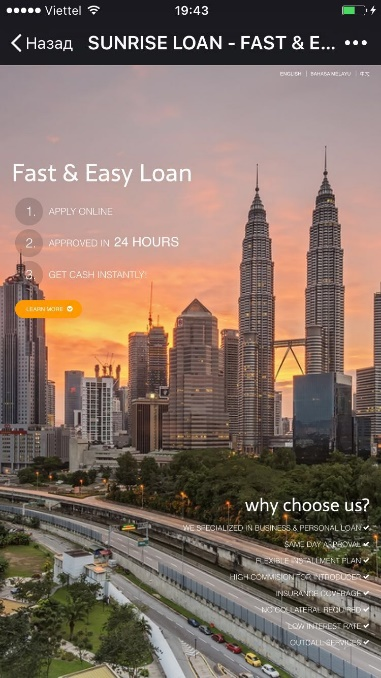 Viettel 19:43
Назад SUNRISE LOAN - FAST & E...
ENGLISH | BAHASA MELAYU | 中文
Fast & Easy Loan
1. APPLY ONLINE
2. APPROVED IN 24 HOURS
3. GET CASH INSTANTLY!
LEARN MORE
why choose us?
WE SPECIALIZED IN BUSINESS & PERSONAL LOAN
SAME DAY APPROVAL
FLEXIBLE INSTALLMENT PLAN
HIGH COMMISION FOR INTRODUCER
INSURANCE COVERAGE
NO COLLATERAL REQUIRED
LOW INTEREST RATE
OUTDALL SERVICES